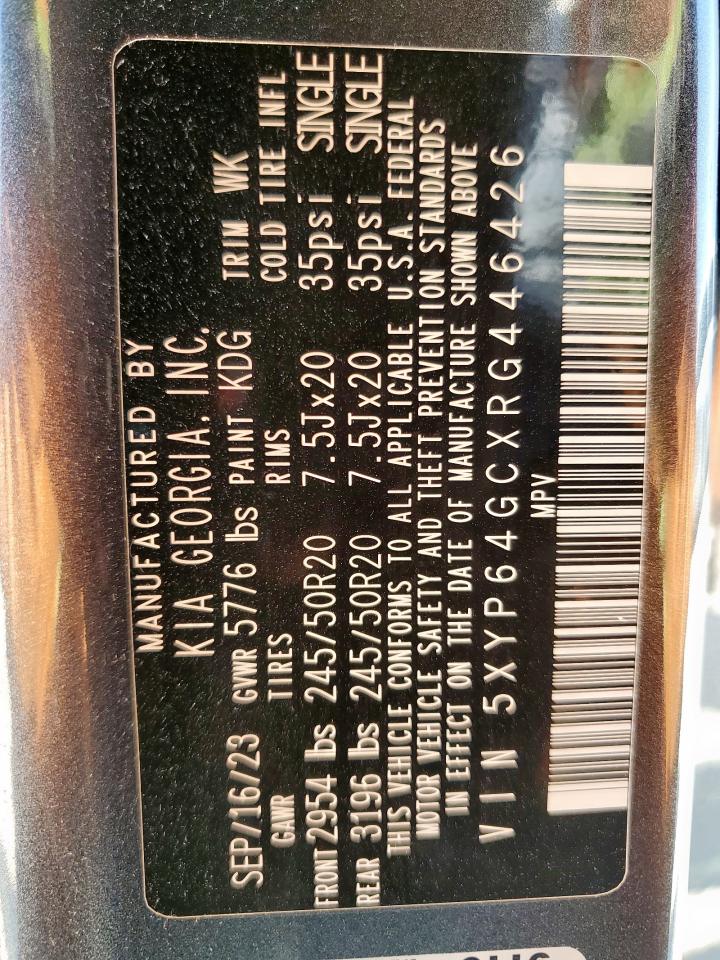 MANUFACTURED BY
KIA GEORGIA, INC.
SEP/16/23 GVWR 5776 lbs PAINT KDG TRIM WK
GAWR TIRES RIMS COLD TIRE INFL
FRONT 2954 lbs 245/50R20 7.5Jx20 35psi SINGLE
REAR 3196 lbs 245/50R20 7.5Jx20 35psi SINGLE
THIS VEHICLE CONFORMS TO ALL APPLICABLE U.S.A. FEDERAL
MOTOR VEHICLE SAFETY AND THEFT PREVENTION STANDARDS
IN EFFECT ON THE DATE OF MANUFACTURE SHOWN ABOVE
VIN 5XYP64GCXRG446426
MPV